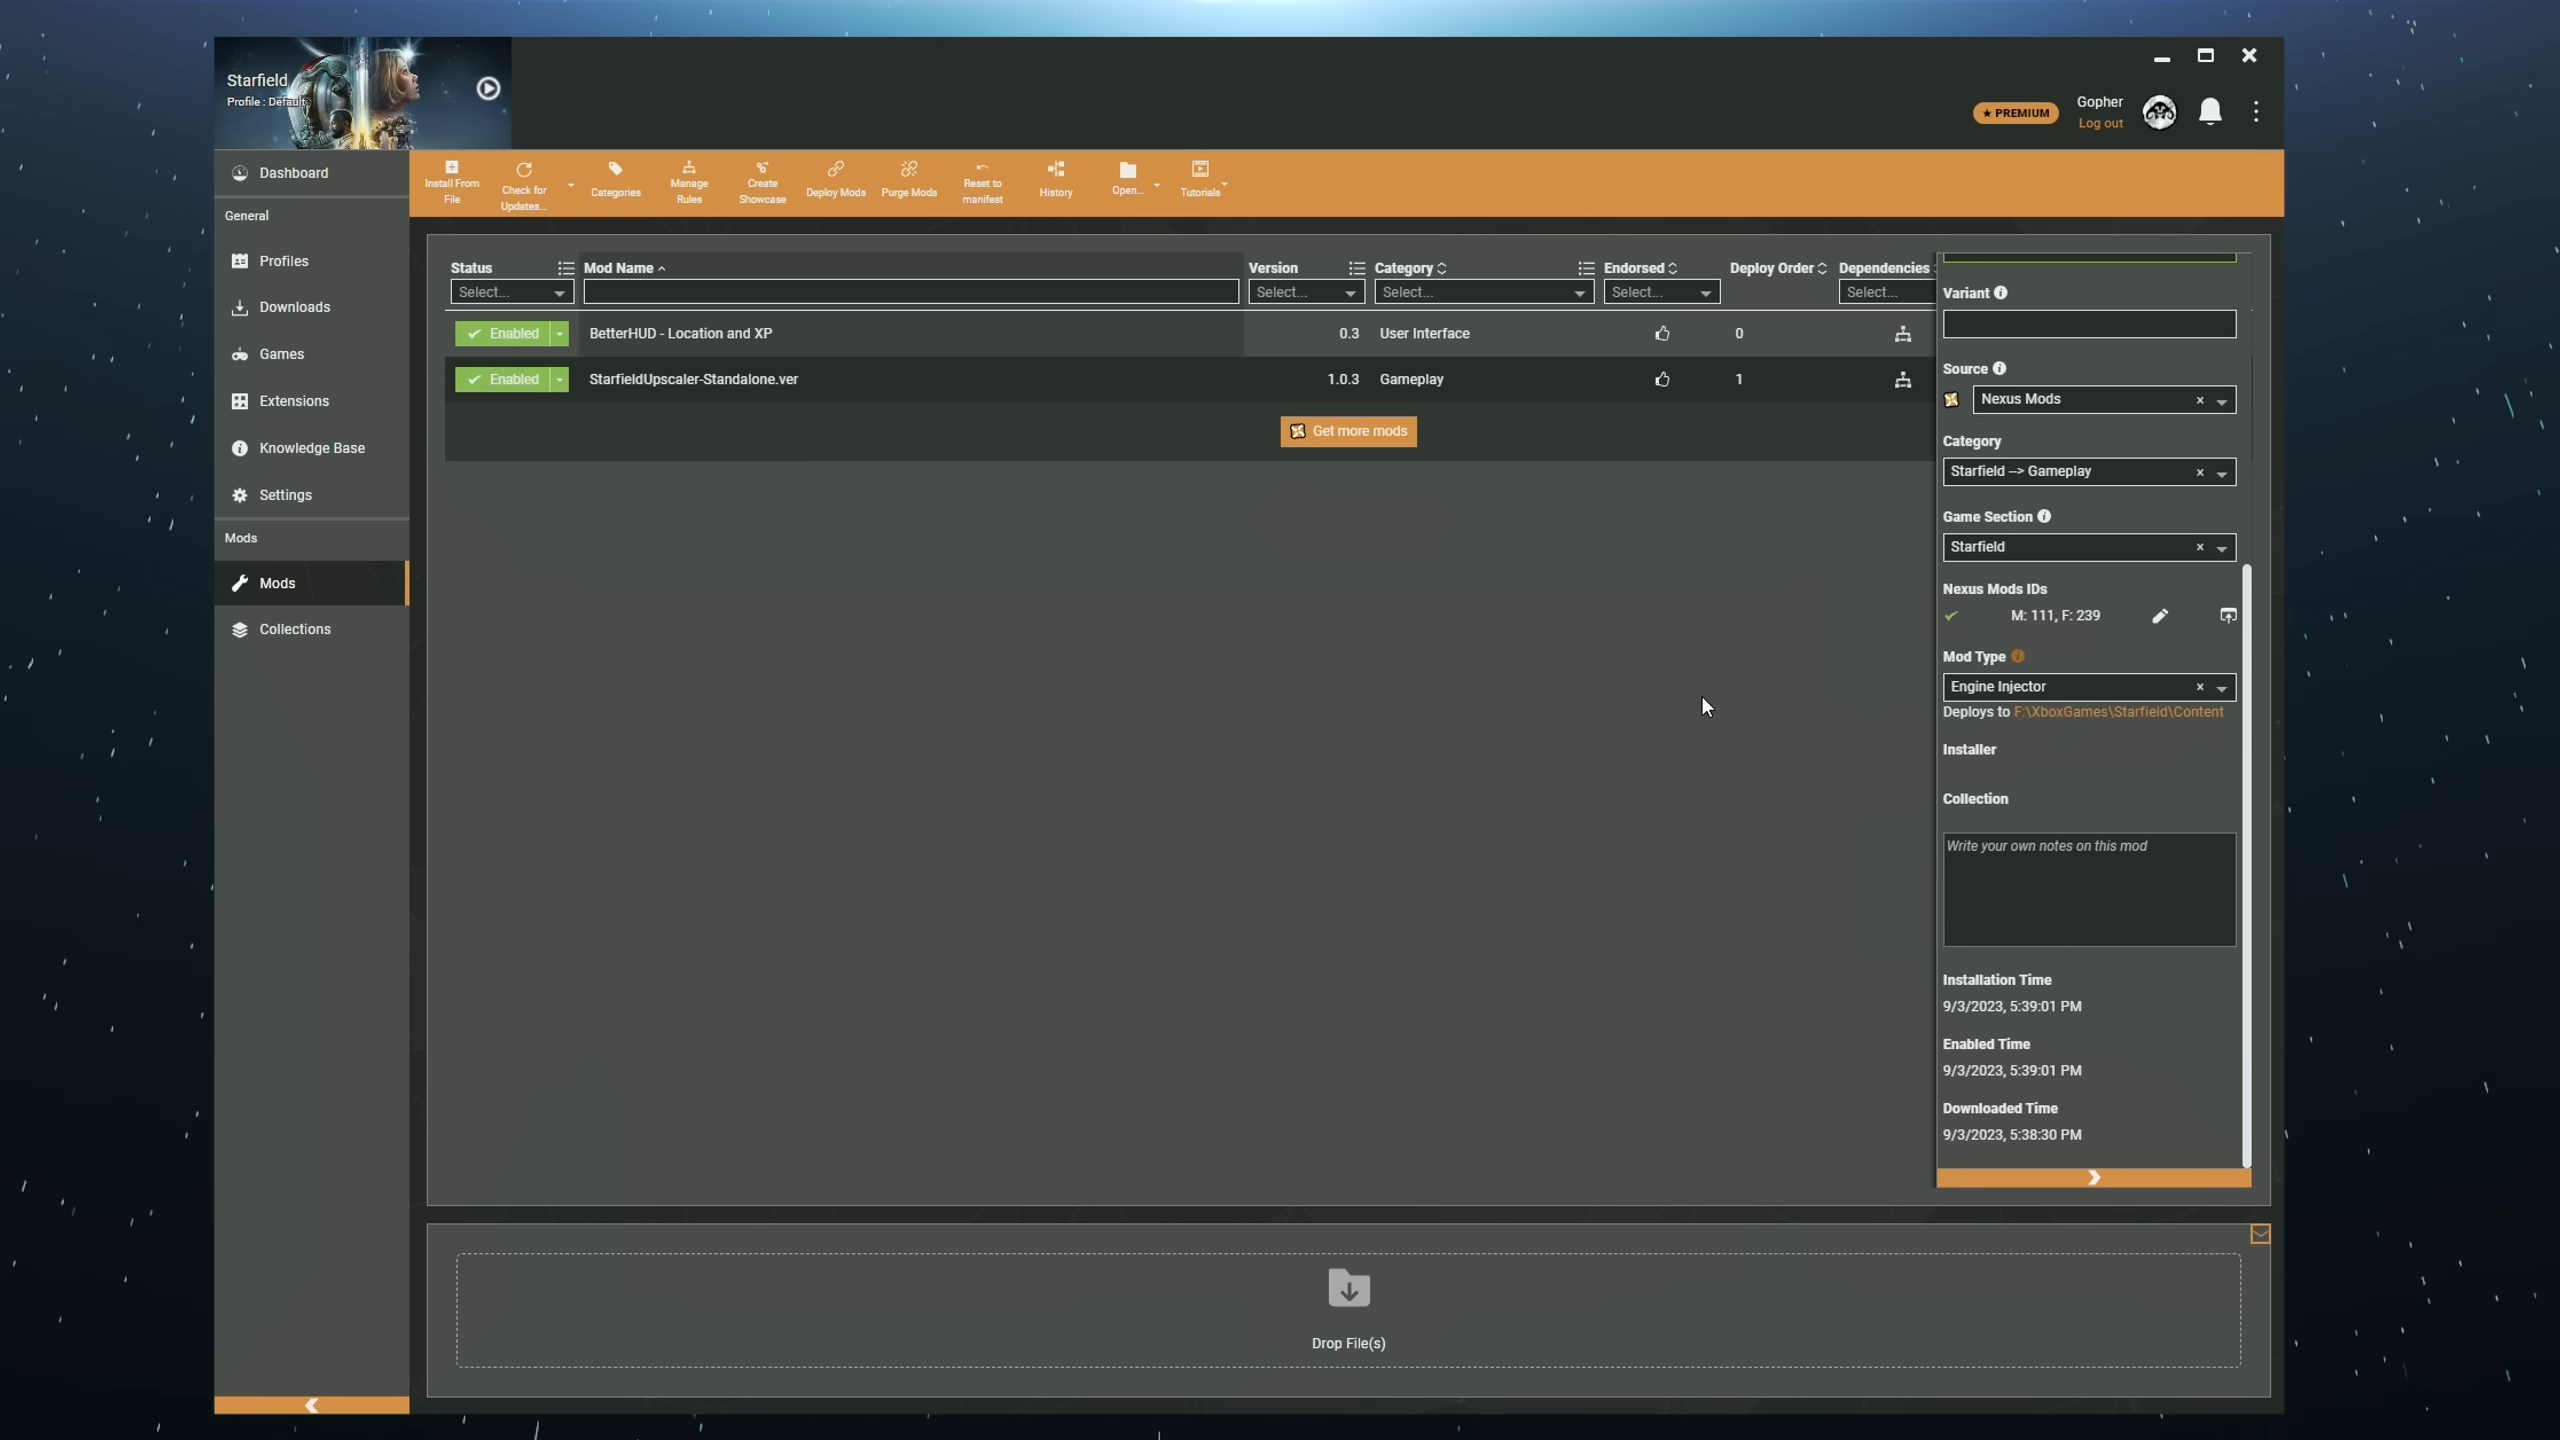 Starfield
Profile : Default
PREMIUM
Gopher
Log out
Dashboard
General
Profiles
Downloads
Games
Extensions
Knowledge Base
Settings
Mods
Mods
Collections
Install From File
Check for Updates...
Categories
Manage Rules
Create Showcase
Deploy Mods
Purge Mods
Reset to manifest
History
Open...
Tutorials
Status
Mod Name
Version
Category
Endorsed
Deploy Order
Dependencies
Select...
Select...
Select...
Select...
Select...
Enabled BetterHUD - Location and XP 0.3 User Interface 0
Enabled StarfieldUpscaler-Standalone.ver 1.0.3 Gameplay 1
Get more mods
Variant
Source
Nexus Mods
Category
Starfield --> Gameplay
Game Section
Starfield
Nexus Mods IDs
M: 111, F: 239
Mod Type
Engine Injector
Deploys to F:\XboxGames\Starfield\Content
Installer
Collection
Write your own notes on this mod
Installation Time
9/3/2023, 5:39:01 PM
Enabled Time
9/3/2023, 5:39:01 PM
Downloaded Time
9/3/2023, 5:38:30 PM
Drop File(s)